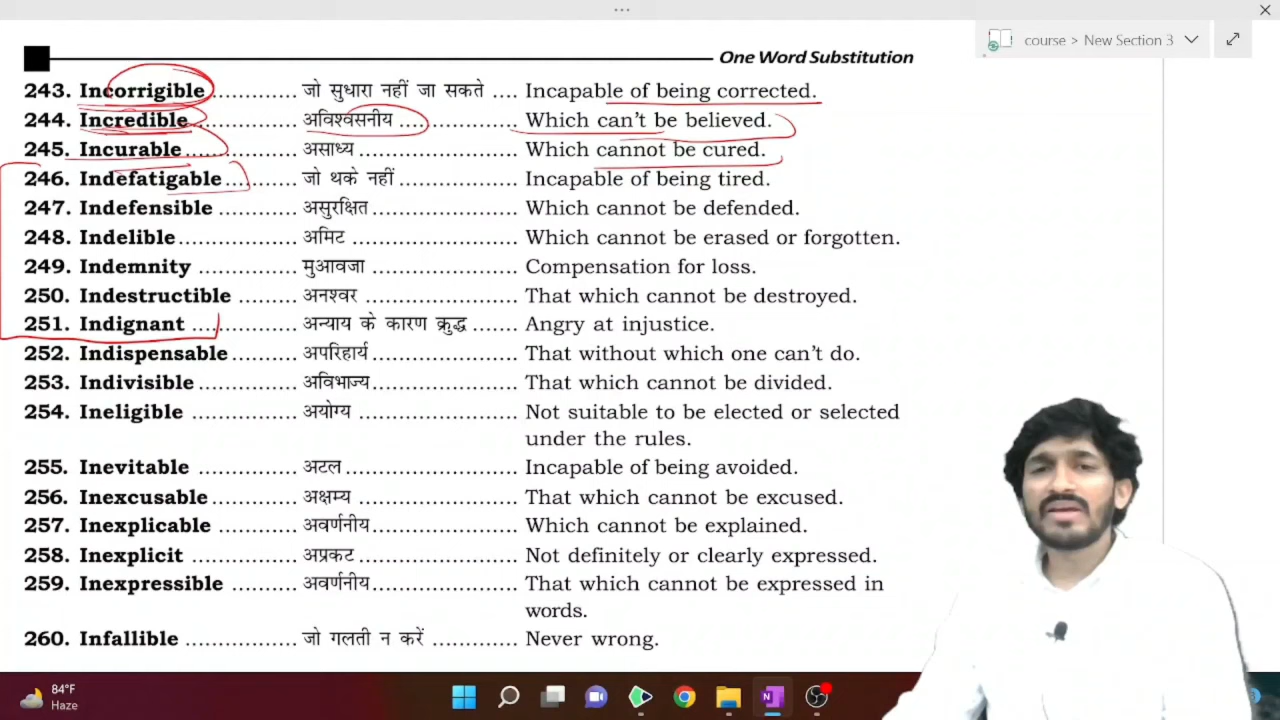 course > New Section 3
One Word Substitution
243. Incorrigible ............. जो सुधारा नहीं जा सकते .... Incapable of being corrected.
244. Incredible ............... अविश्वसनीय ..................... Which can't be believed.
245. Incurable ............... असाध्य ............................. Which cannot be cured.
246. Indefatigable .......... जो थके नहीं ...................... Incapable of being tired.
247. Indefensible ........... असुरक्षित .......................... Which cannot be defended.
248. Indelible ................. अमिट .............................. Which cannot be erased or forgotten.
249. Indemnity .............. मुआवजा .......................... Compensation for loss.
250. Indestructible ........ अनश्वर ........................... That which cannot be destroyed.
251. Indignant ............... अन्याय के कारण क्रुद्ध ....... Angry at injustice.
252. Indispensable ......... अपरिहार्य .......................... That without which one can't do.
253. Indivisible .............. अविभाज्य .......................... That which cannot be divided.
254. Ineligible ............... अयोग्य ............................ Not suitable to be elected or selected
under the rules.
255. Inevitable .............. अटल .............................. Incapable of being avoided.
256. Inexcusable ............ अक्षम्य ............................ That which cannot be excused.
257. Inexplicable ........... अवर्णनीय .......................... Which cannot be explained.
258. Inexplicit ............... अप्रकट ............................ Not definitely or clearly expressed.
259. Inexpressible ......... अवर्णनीय .......................... That which cannot be expressed in
words.
260. Infallible ................ जो गलती न करें ................ Never wrong.
84°F
Haze